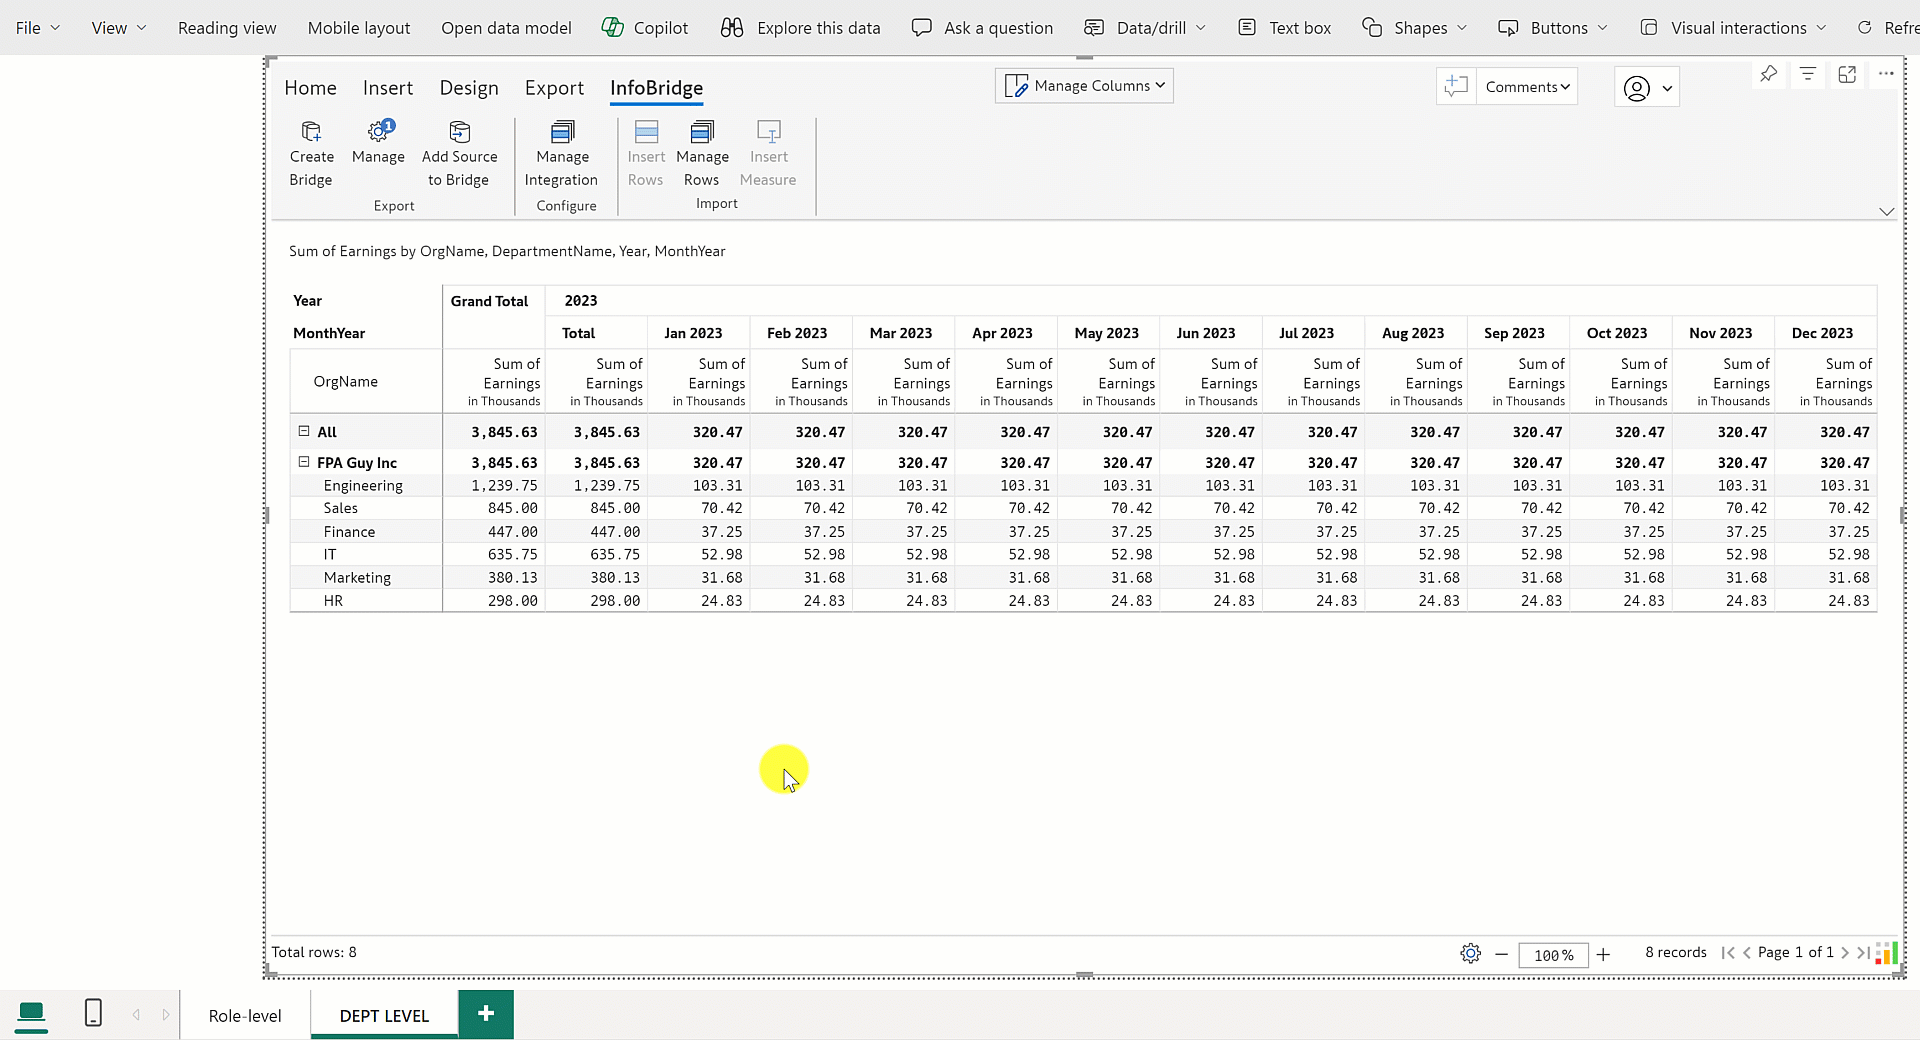 File View Reading view Mobile layout Open data model Copilot Explore this data Ask a question Data/drill Text box Shapes Buttons Visual interactions Refre
Home Insert Design Export InfoBridge Manage Columns Comments
1
Create Bridge Manage Add Source to Bridge Manage Integration Insert Rows Manage Rows Insert Measure
Export Configure Import
Sum of Earnings by OrgName, DepartmentName, Year, MonthYear
Year Grand Total 2023
MonthYear Total Jan 2023 Feb 2023 Mar 2023 Apr 2023 May 2023 Jun 2023 Jul 2023 Aug 2023 Sep 2023 Oct 2023 Nov 2023 Dec 2023
Sum of Sum of Sum of Sum of Sum of Sum of Sum of Sum of Sum of Sum of Sum of Sum of Sum of Sum of
OrgName Earnings Earnings Earnings Earnings Earnings Earnings Earnings Earnings Earnings Earnings Earnings Earnings Earnings Earnings
in Thousands in Thousands in Thousands in Thousands in Thousands in Thousands in Thousands in Thousands in Thousands in Thousands in Thousands in Thousands in Thousands in Thousands
All 3,845.63 3,845.63 320.47 320.47 320.47 320.47 320.47 320.47 320.47 320.47 320.47 320.47 320.47 320.47
FPA Guy Inc 3,845.63 3,845.63 320.47 320.47 320.47 320.47 320.47 320.47 320.47 320.47 320.47 320.47 320.47 320.47
Engineering 1,239.75 1,239.75 103.31 103.31 103.31 103.31 103.31 103.31 103.31 103.31 103.31 103.31 103.31 103.31
Sales 845.00 845.00 70.42 70.42 70.42 70.42 70.42 70.42 70.42 70.42 70.42 70.42 70.42 70.42
Finance 447.00 447.00 37.25 37.25 37.25 37.25 37.25 37.25 37.25 37.25 37.25 37.25 37.25 37.25
IT 635.75 635.75 52.98 52.98 52.98 52.98 52.98 52.98 52.98 52.98 52.98 52.98 52.98 52.98
Marketing 380.13 380.13 31.68 31.68 31.68 31.68 31.68 31.68 31.68 31.68 31.68 31.68 31.68 31.68
HR 298.00 298.00 24.83 24.83 24.83 24.83 24.83 24.83 24.83 24.83 24.83 24.83 24.83 24.83
Total rows: 8 100% 8 records Page 1 of 1
Role-level DEPT LEVEL